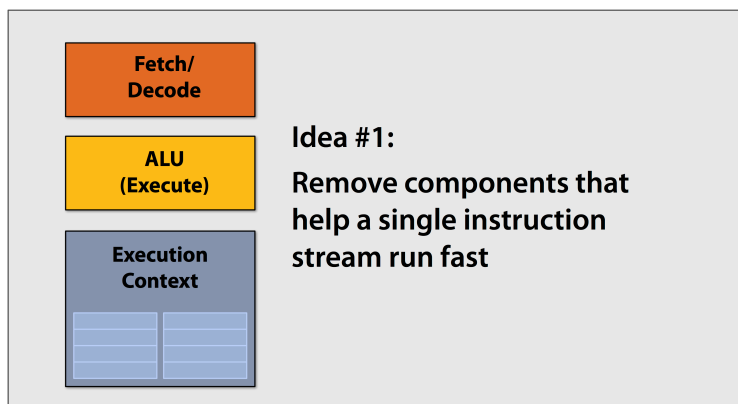 Fetch/
Decode
ALU
(Execute)
Execution
Context
Idea #1:
Remove components that
help a single instruction
stream run fast